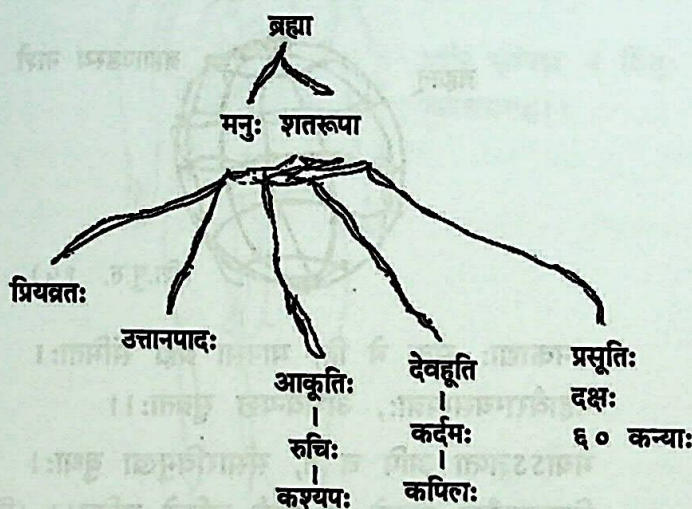 ब्रह्मा
मनुः शतरूपा
प्रियव्रतः
उत्तानपादः
आकूतिः
रुचिः
कश्यपः
देवहूति
कर्दमः
कपिलः
प्रसूतिः
दक्षः
६० कन्याः